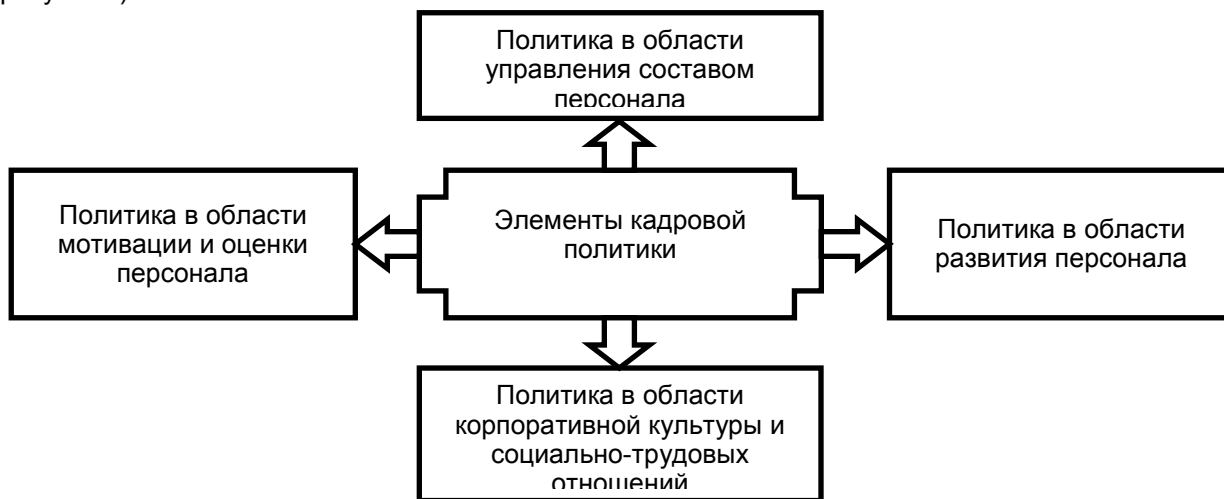 Политика в области
управления составом
персонала
Политика в области
мотивации и оценки
персонала
Элементы кадровой
политики
Политика в области
развития персонала
Политика в области
корпоративной культуры и
социально-трудовых
отношений